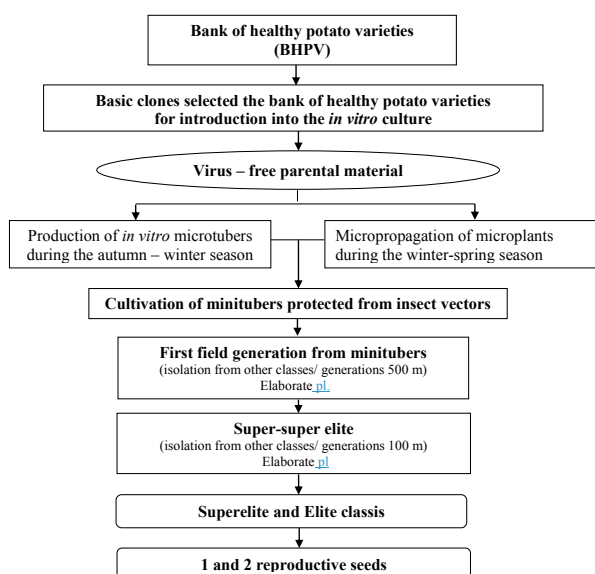 Bank of healthy potato varieties
(BHPV)
Basic clones selected the bank of healthy potato varieties
for introduction into the in vitro culture
Virus – free parental material
Production of in vitro microtubers
during the autumn – winter season
Micropropagation of microplants
during the winter-spring season
Cultivation of minitubers protected from insect vectors
First field generation from minitubers
(isolation from other classes/ generations 500 m)
Elaborate pl.
Super-super elite
(isolation from other classes/ generations 100 m)
Elaborate pl
Superelite and Elite classis
1 and 2 reproductive seeds